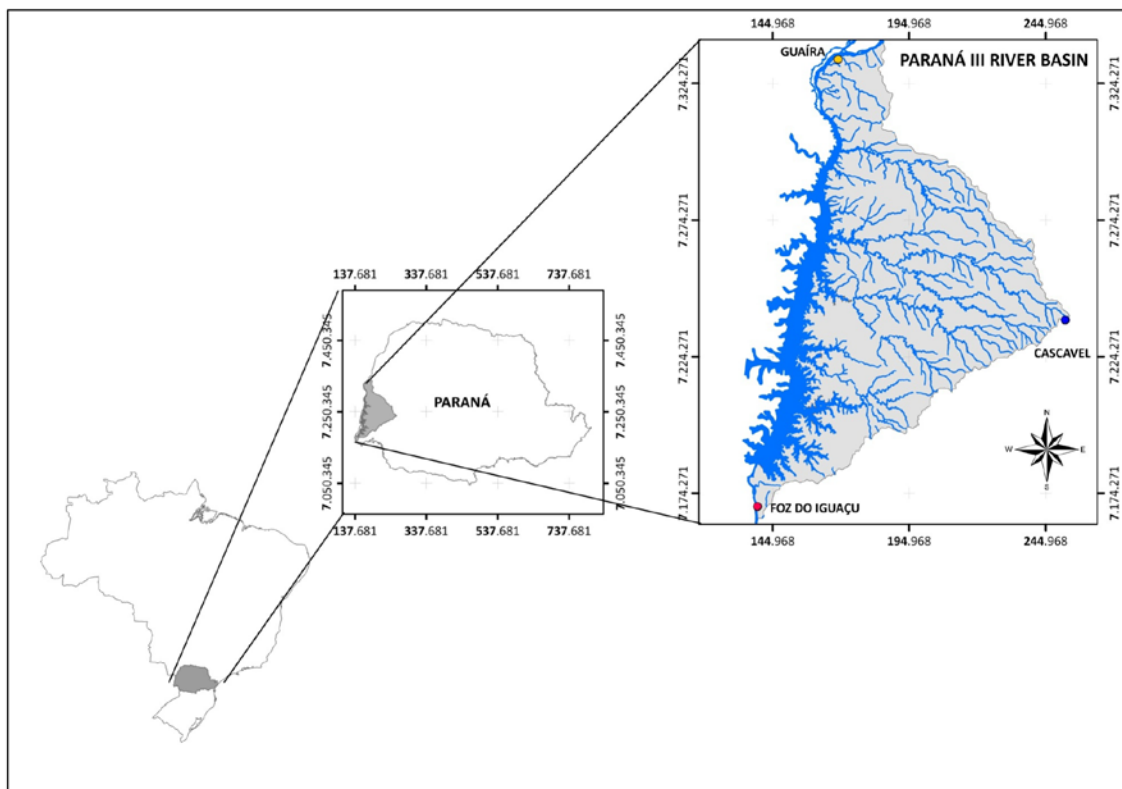 144.968 194.968 244.968
GUAÍRA
PARANÁ III RIVER BASIN
7.324.271 7.324.271
7.274.271 7.274.271
CASCAVEL
7.224.271 7.224.271
N
W E
S
7.174.271 7.174.271
FOZ DO IGUAÇU
144.968 194.968 244.968
137.681 337.681 537.681 737.681
7.450.345 7.450.345
PARANÁ
7.250.345 7.250.345
7.050.345 7.050.345
137.681 337.681 537.681 737.681